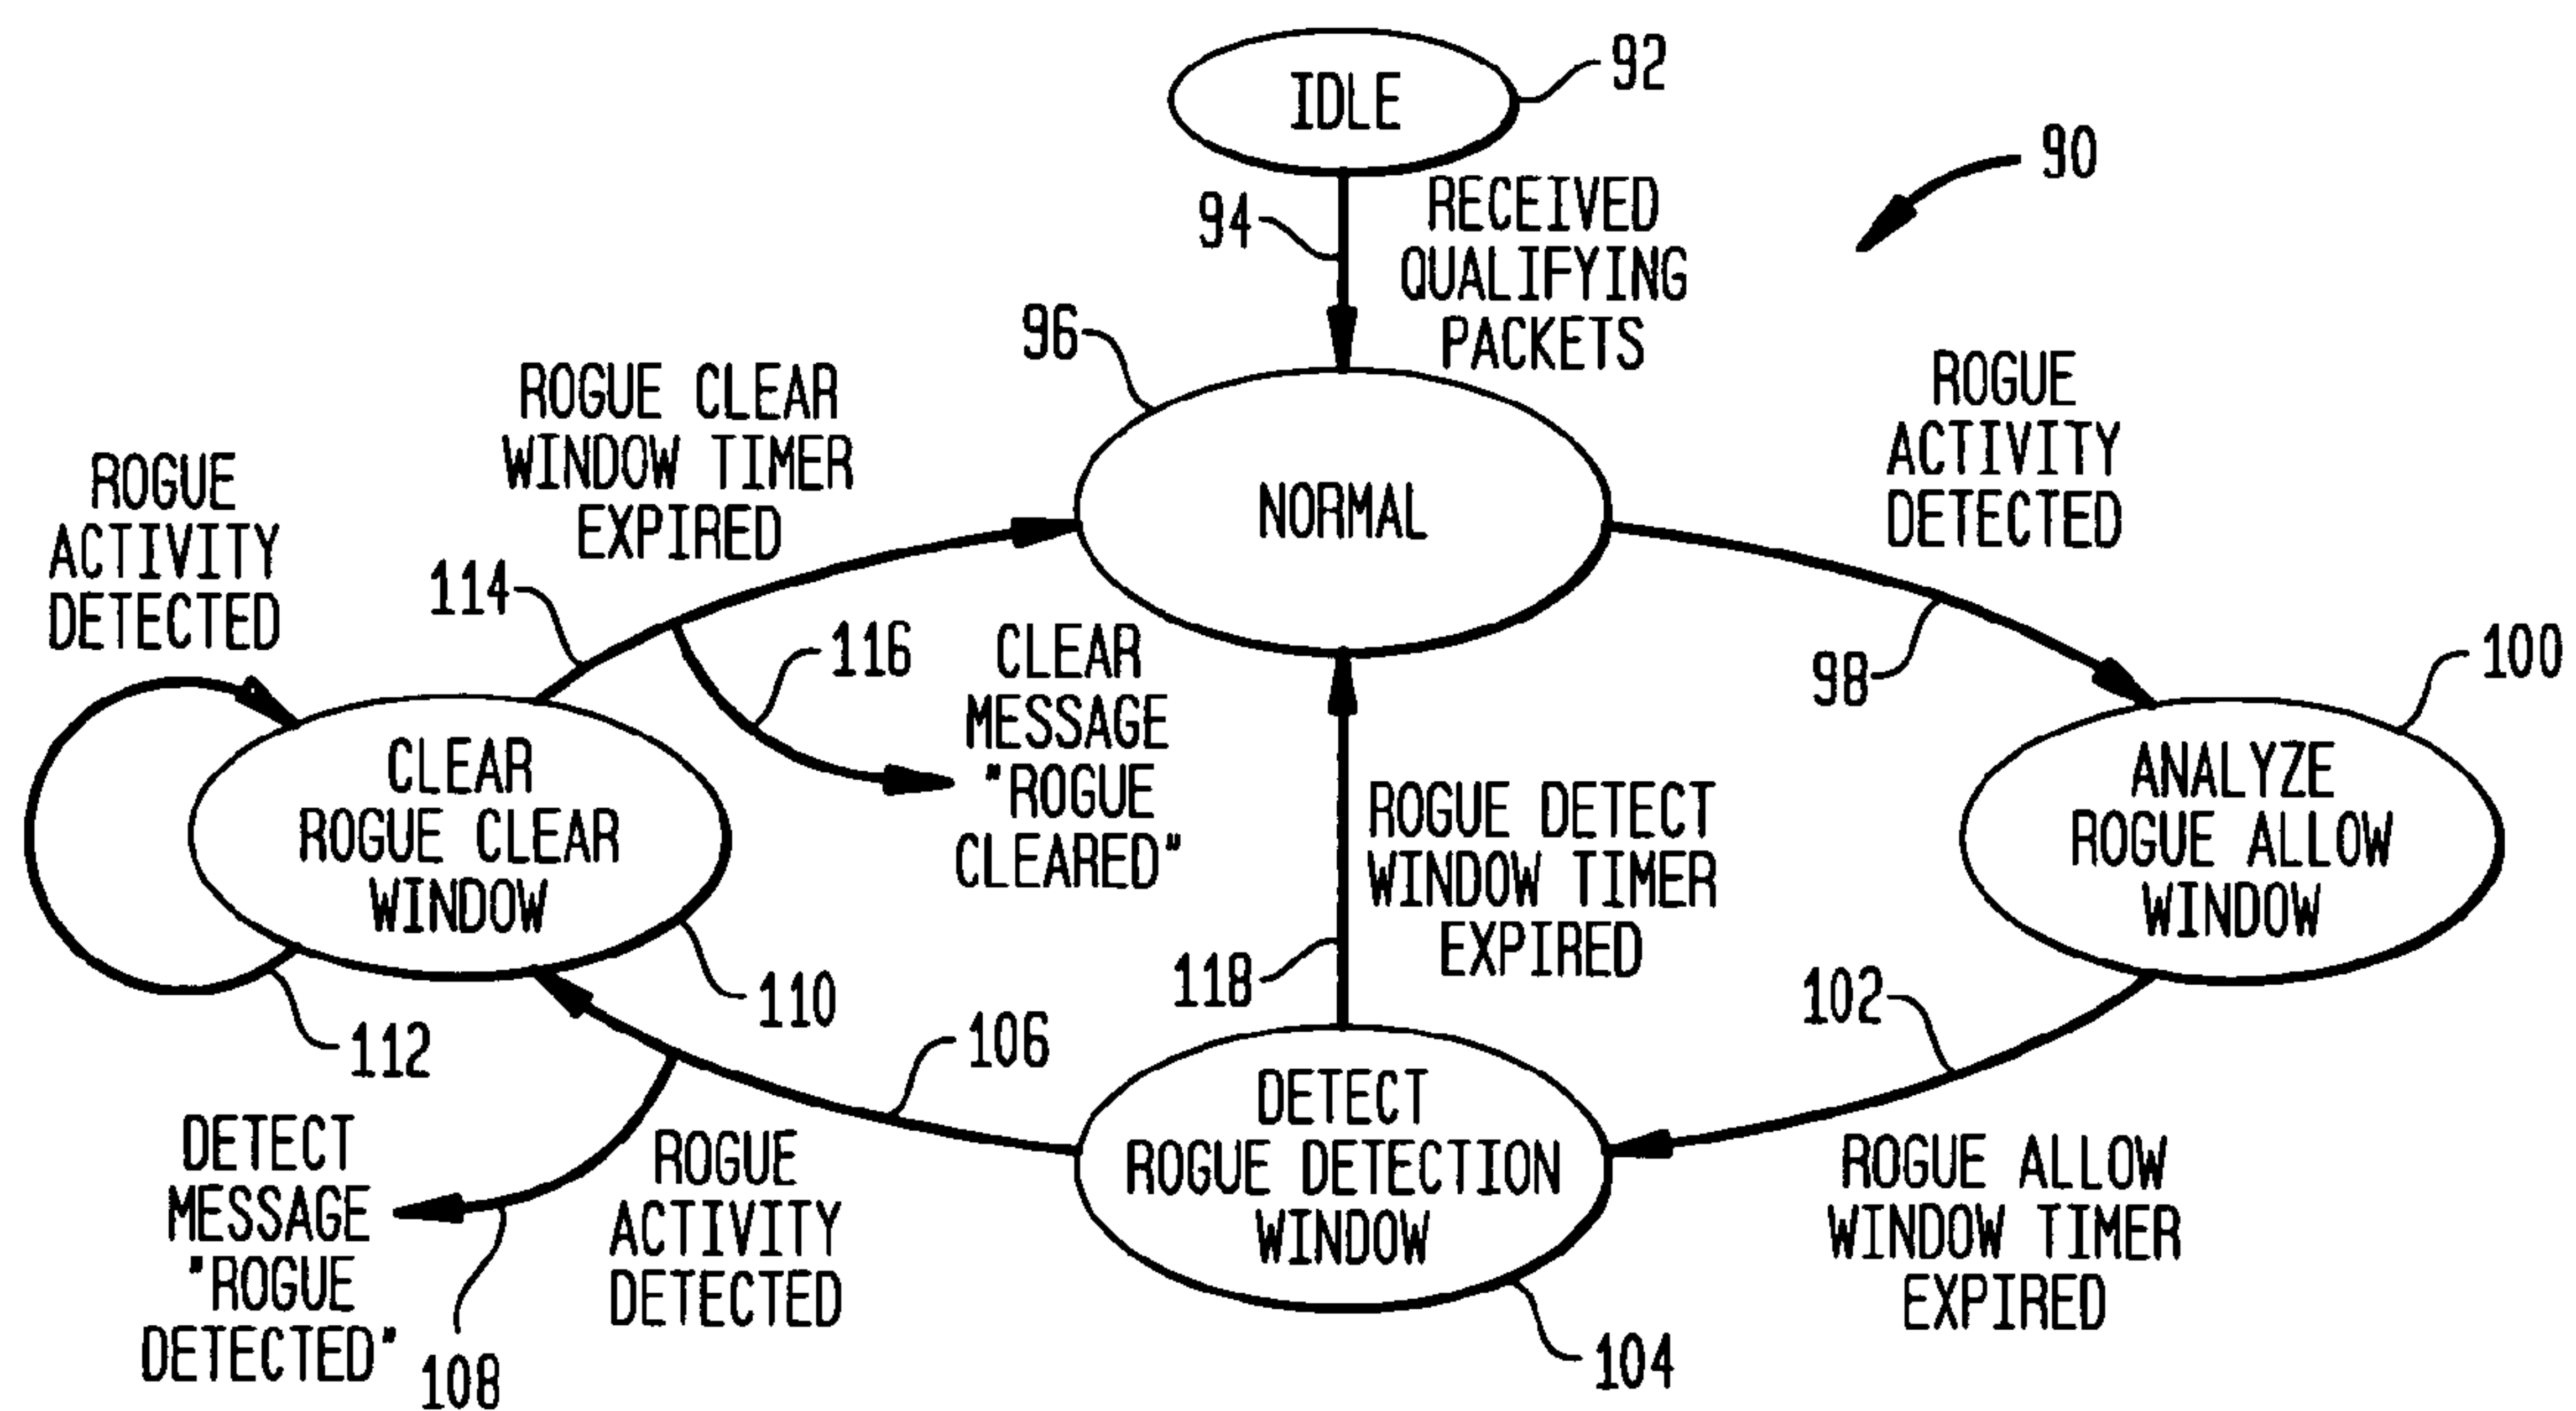 IDLE
92
90
94
RECEIVED
QUALIFYING
PACKETS
96
NORMAL
ROGUE CLEAR
WINDOW TIMER
EXPIRED
114
116
CLEAR
MESSAGE
"ROGUE
CLEARED"
ROGUE
ACTIVITY
DETECTED
98
100
ROGUE
ACTIVITY
DETECTED
CLEAR
ROGUE CLEAR
WINDOW
110
112
ANALYZE
ROGUE ALLOW
WINDOW
ROGUE DETECT
WINDOW TIMER
EXPIRED
118
102
106
DETECT
MESSAGE
"ROGUE
DETECTED"
108
ROGUE
ACTIVITY
DETECTED
DETECT
ROGUE DETECTION
WINDOW
104
ROGUE ALLOW
WINDOW TIMER
EXPIRED